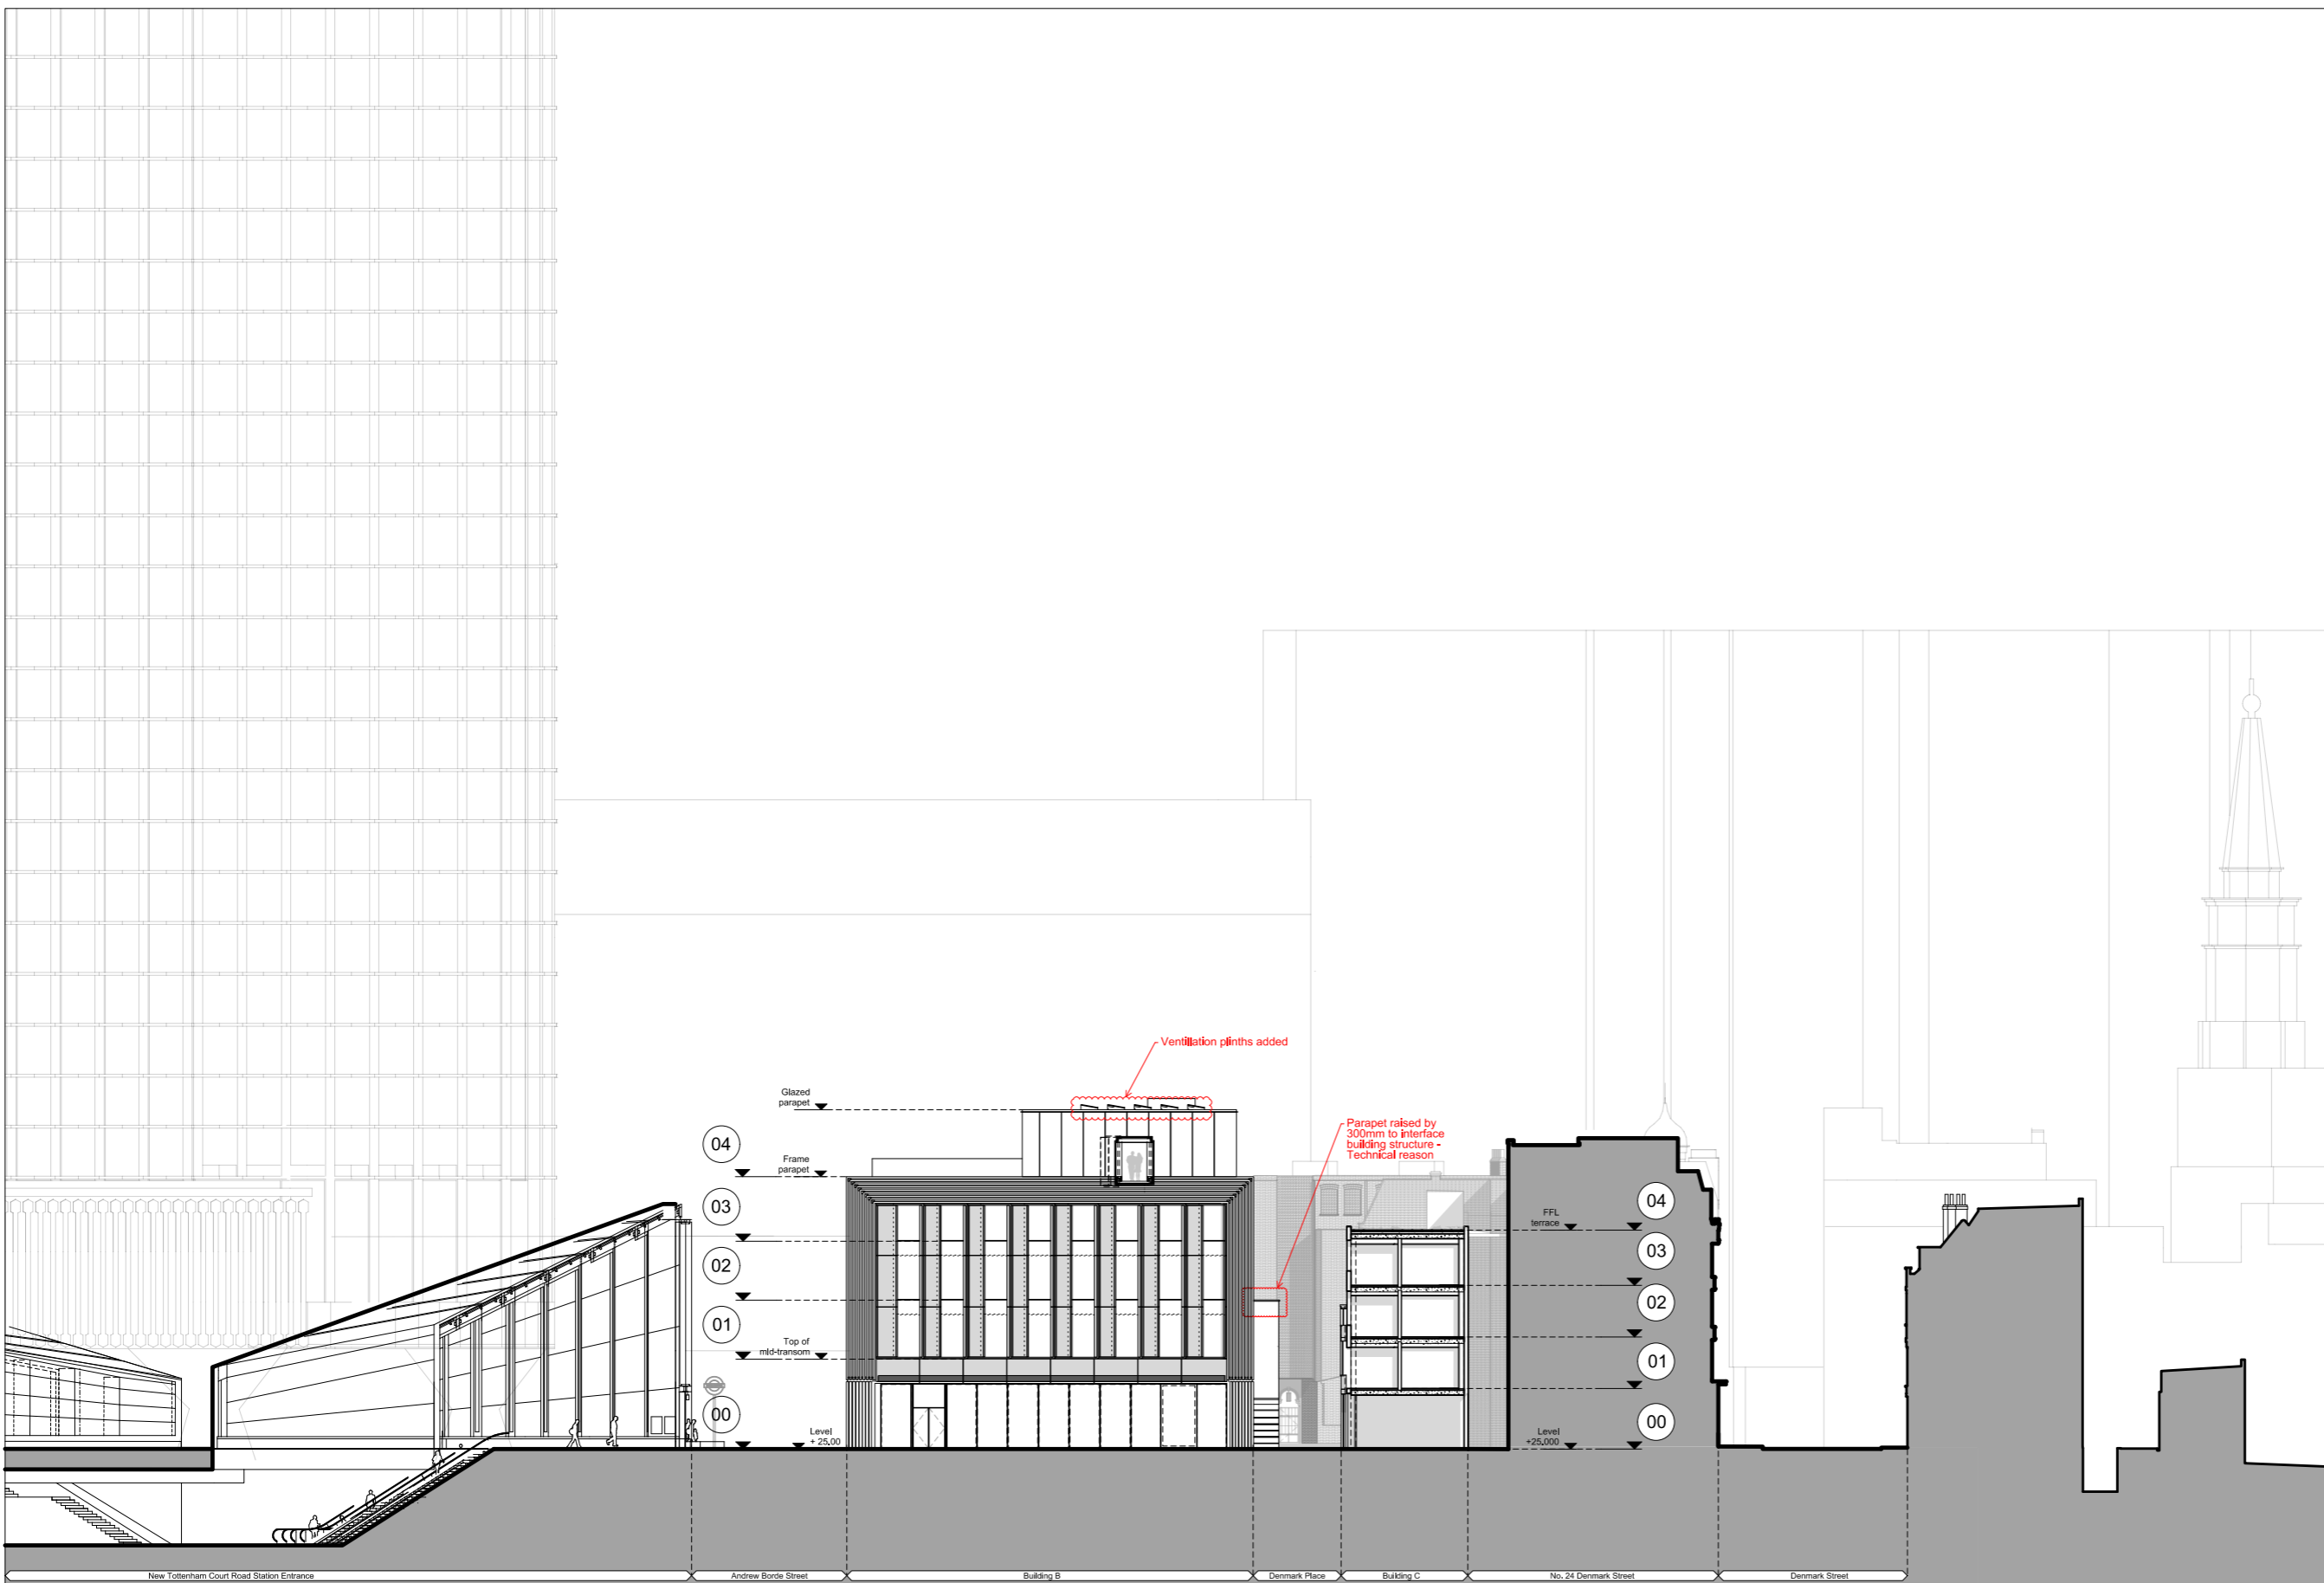 Ventillation plinths added
Glazed
parapet
Parapet raised by
300mm to interface
building structure -
Technical reason
04
Frame
parapet
03
04
FFL
terrace
02
03
02
01
Top of
mid-transom
01
00
00
Level
+ 25,00
Level
+25,000
New Tottenham Court Road Station Entrance
Andrew Borde Street
Building B
Denmark Place
Building C
No. 24 Denmark Street
Denmark Street